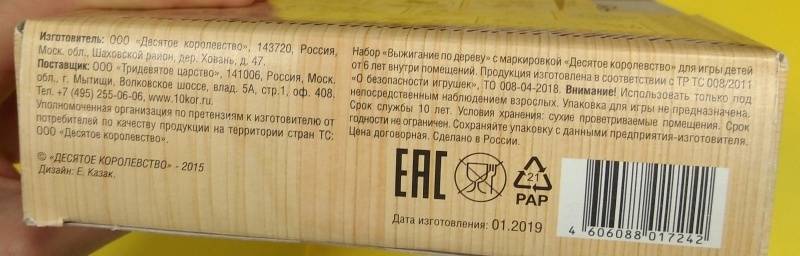 Изготовитель: ООО «Десятое королевство», 143720, Россия,
Моск. обл., Шаховской район, дер. Ховань, д. 47.
Поставщик: ООО «Тридевятое царство», 141006, Россия, Моск.
обл., г. Мытищи, Волковское шоссе, влад. 5А, стр.1, оф. 408,
Тел. +7 (495) 255-06-06, www.10kor.ru.
Уполномоченная организация по претензиям к изготовителю от
потребителей по качеству продукции на территории стран ТС:
ООО «Десятое королевство».
© «ДЕСЯТОЕ КОРОЛЕВСТВО» - 2015
Дизайн: Е. Казак.
Набор «Выжигание по дереву» с маркировкой «Десятое королевство» для игры детей
от 6 лет внутри помещений. Продукция изготовлена в соответствии с ТР ТС 008/2011
«О безопасности игрушек», ТО 008-04-2018. Внимание! Использовать только под
непосредственным наблюдением взрослых. Упаковка для игры не предназначена.
Срок службы 10 лет. Условия хранения: сухие проветриваемые помещения. Срок
годности не ограничен. Сохраняйте упаковку с данными предприятия-изготовителя.
Цена договорная. Сделано в России.
EAC
21
PAP
Дата изготовления: 01.2019
4 606088 017242